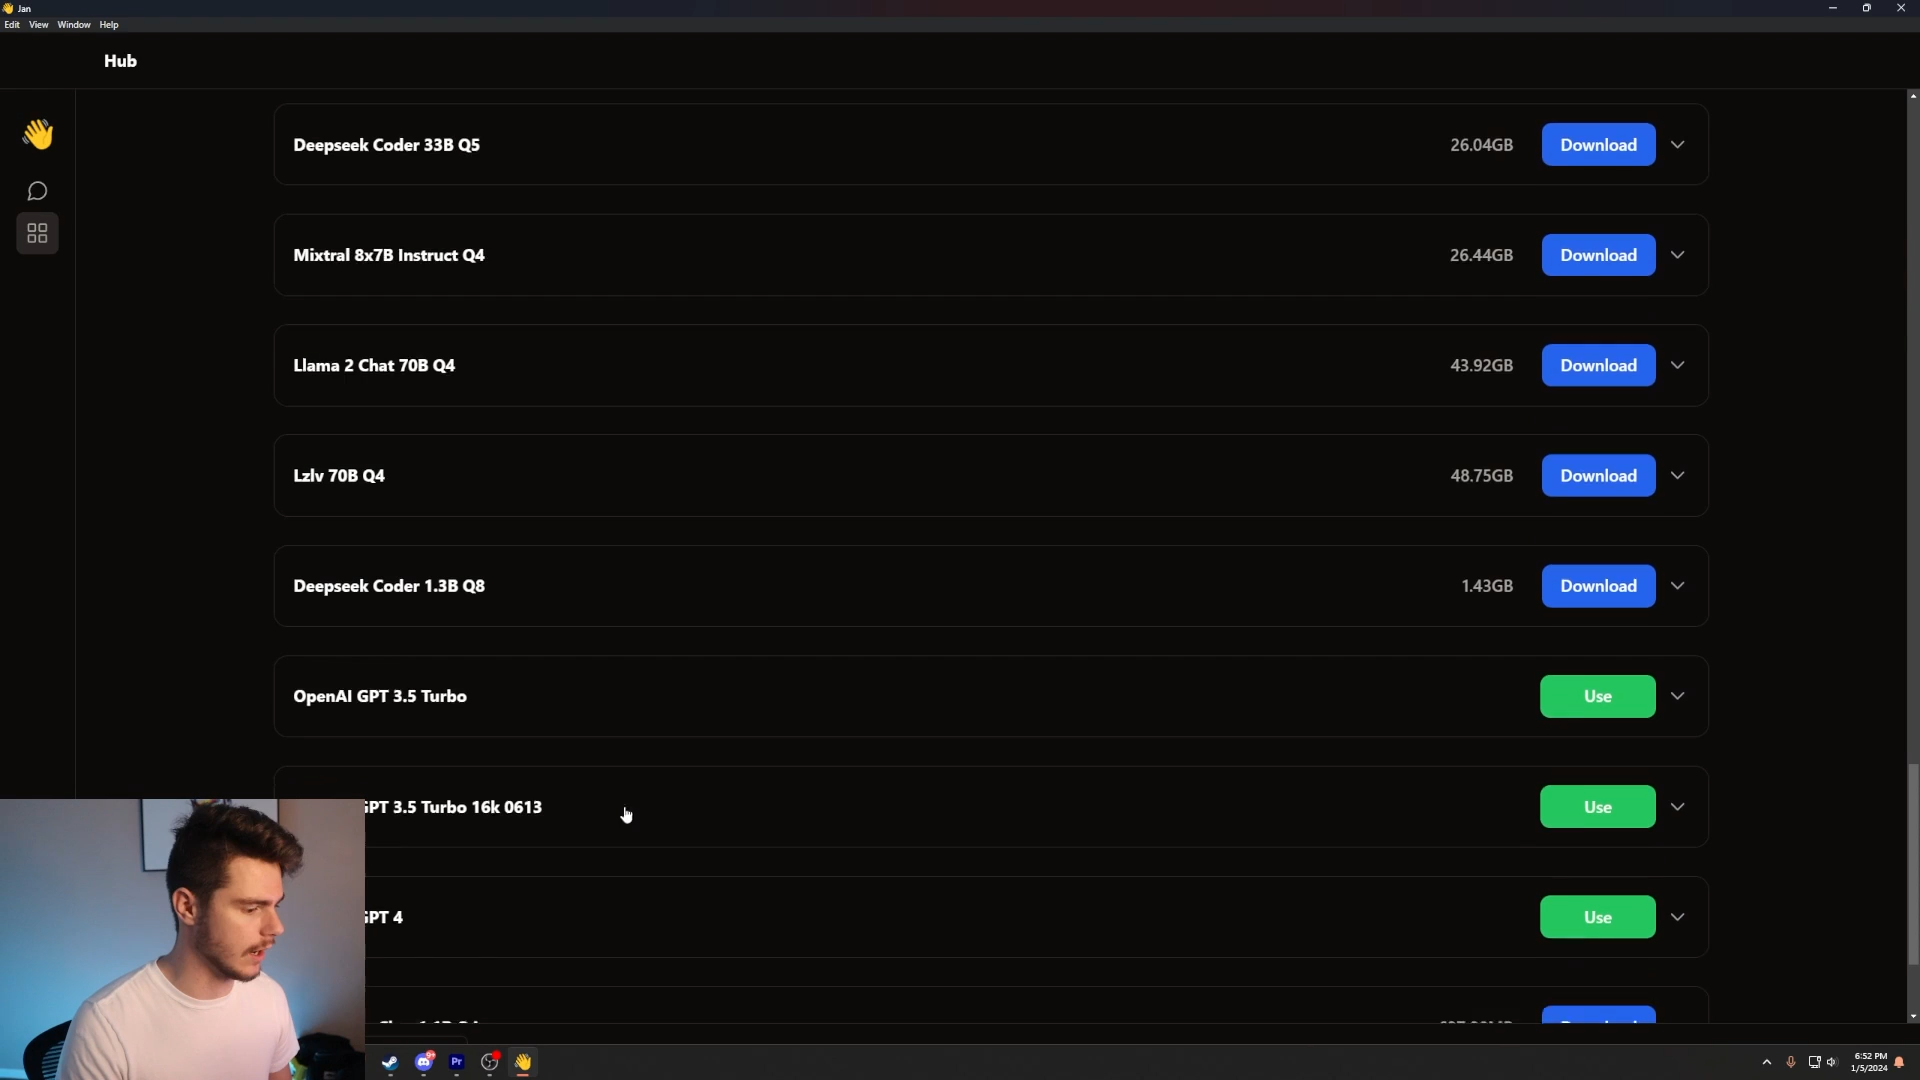 Jan
Edit View Window Help
Hub
Deepseek Coder 33B Q5 26.04GB Download
Mixtral 8x7B Instruct Q4 26.44GB Download
Llama 2 Chat 70B Q4 43.92GB Download
Lzlv 70B Q4 48.75GB Download
Deepseek Coder 1.3B Q8 1.43GB Download
OpenAI GPT 3.5 Turbo Use
GPT 3.5 Turbo 16k 0613 Use
GPT 4 Use
Pr
6:52 PM
1/5/2024